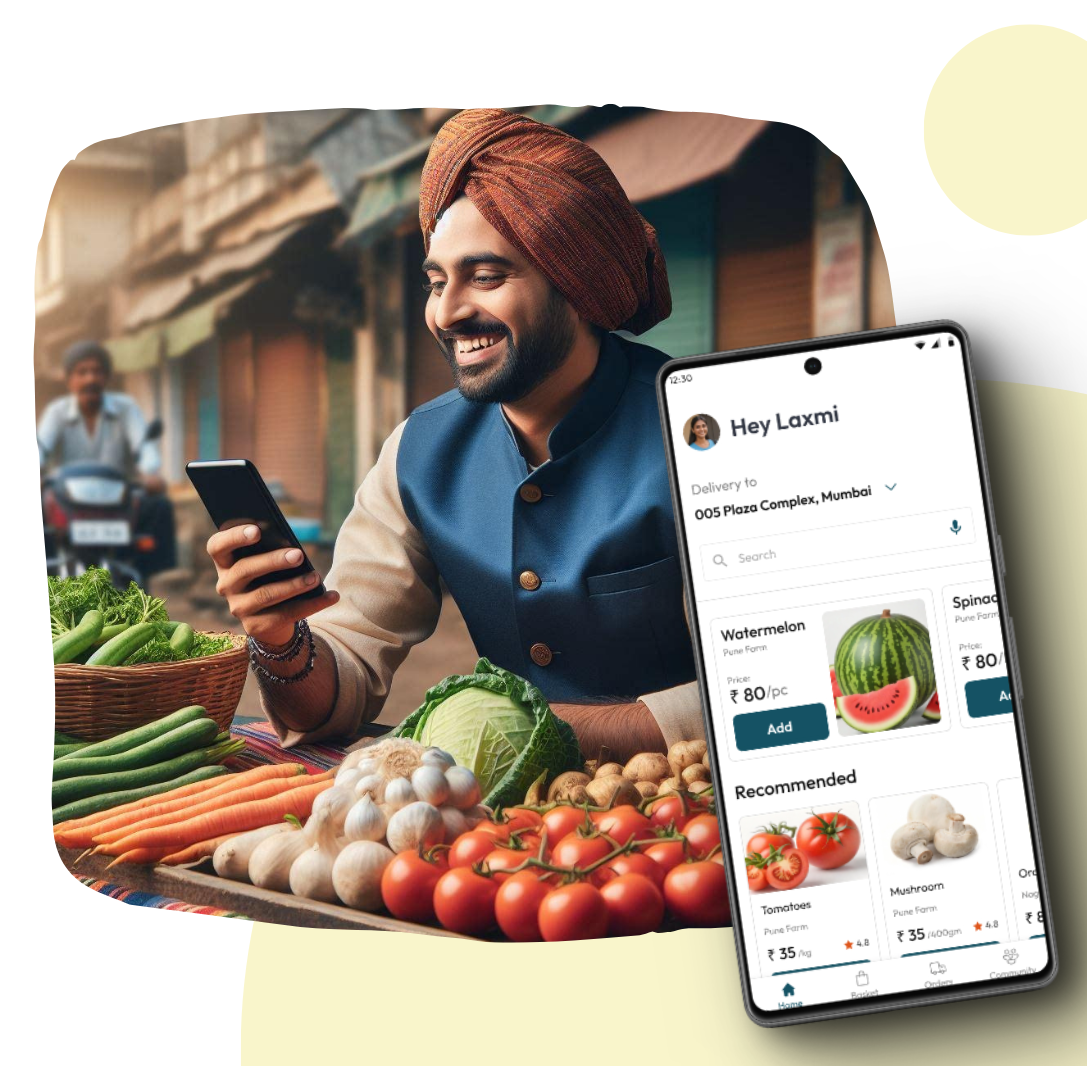 12:30
Hey Laxmi
Delivery to
005 Plaza Complex, Mumbai
Search
Watermelon
Pune Farm
Price:
₹ 80/pc
Add
Spinac
Pune Farm
Price:
₹ 80/
Recommended
Tomatoes
Pune Farm
₹ 35 /kg
4.8
Mushroom
Pune Farm
₹ 35 /400gm
4.8
Home
Basket
Orders
Community